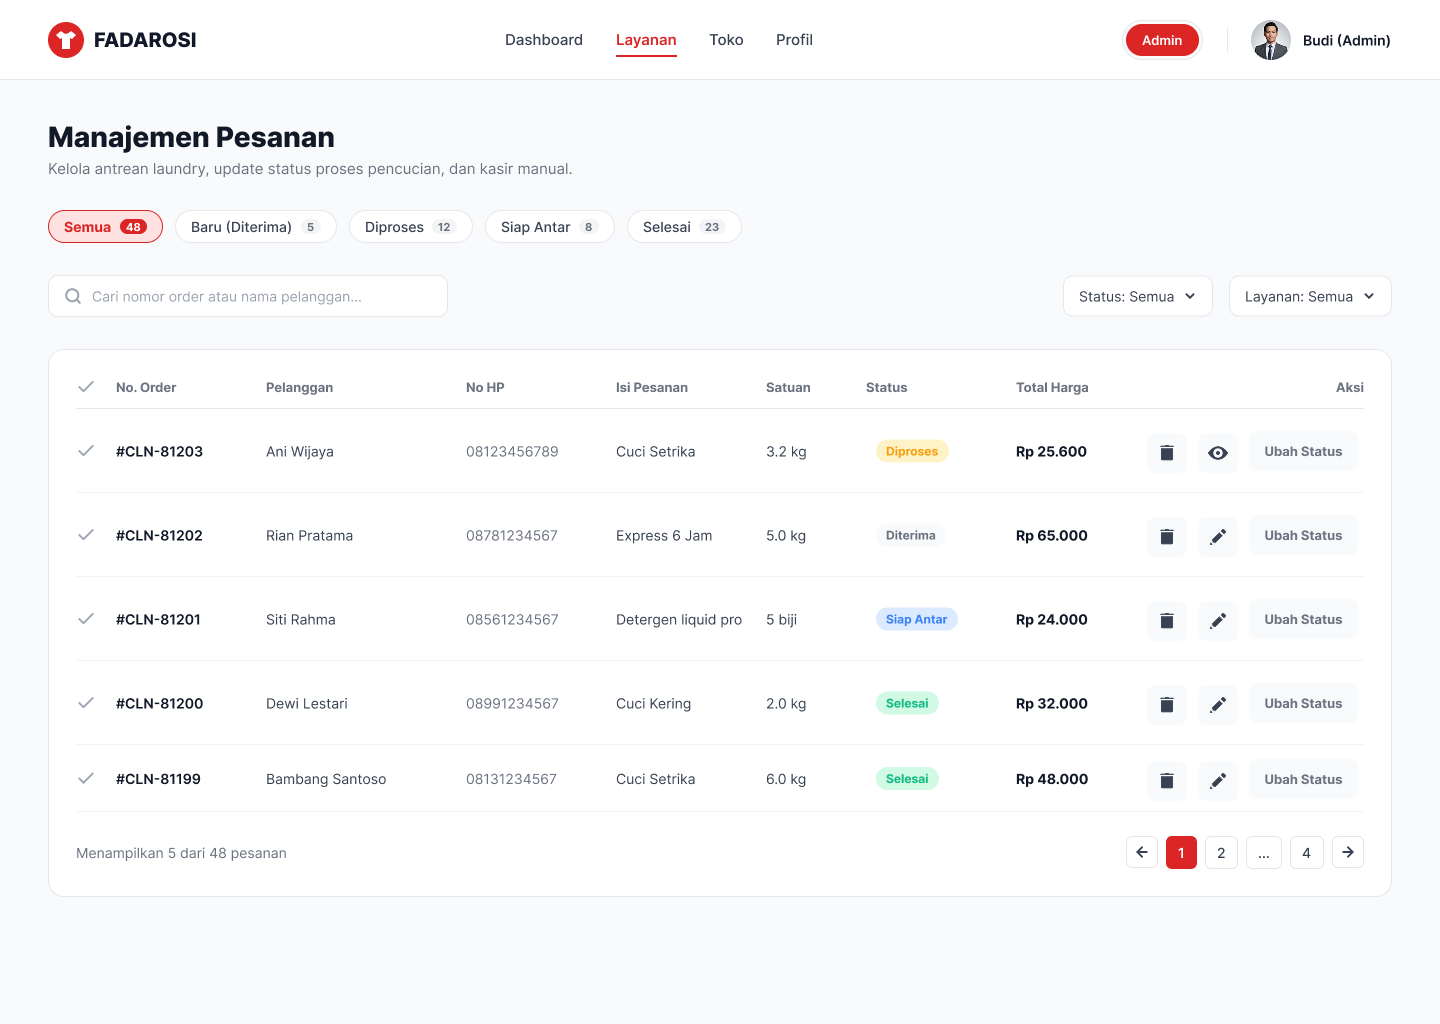 FADAROSI
Dashboard Layanan Toko Profil
Admin
Budi (Admin)
Manajemen Pesanan
Kelola antrean laundry, update status proses pencucian, dan kasir manual.
Semua 48 Baru (Diterima) 5 Diproses 12 Siap Antar 8 Selesai 23
Cari nomor order atau nama pelanggan...
Status: Semua Layanan: Semua
No. Order Pelanggan No HP Isi Pesanan Satuan Status Total Harga Aksi
#CLN-81203 Ani Wijaya 08123456789 Cuci Setrika 3.2 kg Diproses Rp 25.600 Ubah Status
#CLN-81202 Rian Pratama 08781234567 Express 6 Jam 5.0 kg Diterima Rp 65.000 Ubah Status
#CLN-81201 Siti Rahma 08561234567 Detergen liquid pro 5 biji Siap Antar Rp 24.000 Ubah Status
#CLN-81200 Dewi Lestari 08991234567 Cuci Kering 2.0 kg Selesai Rp 32.000 Ubah Status
#CLN-81199 Bambang Santoso 08131234567 Cuci Setrika 6.0 kg Selesai Rp 48.000 Ubah Status
Menampilkan 5 dari 48 pesanan
1 2 ... 4